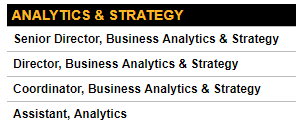 ANALYTICS & STRATEGY
Senior Director, Business Analytics & Strategy
Director, Business Analytics & Strategy
Coordinator, Business Analytics & Strategy
Assistant, Analytics